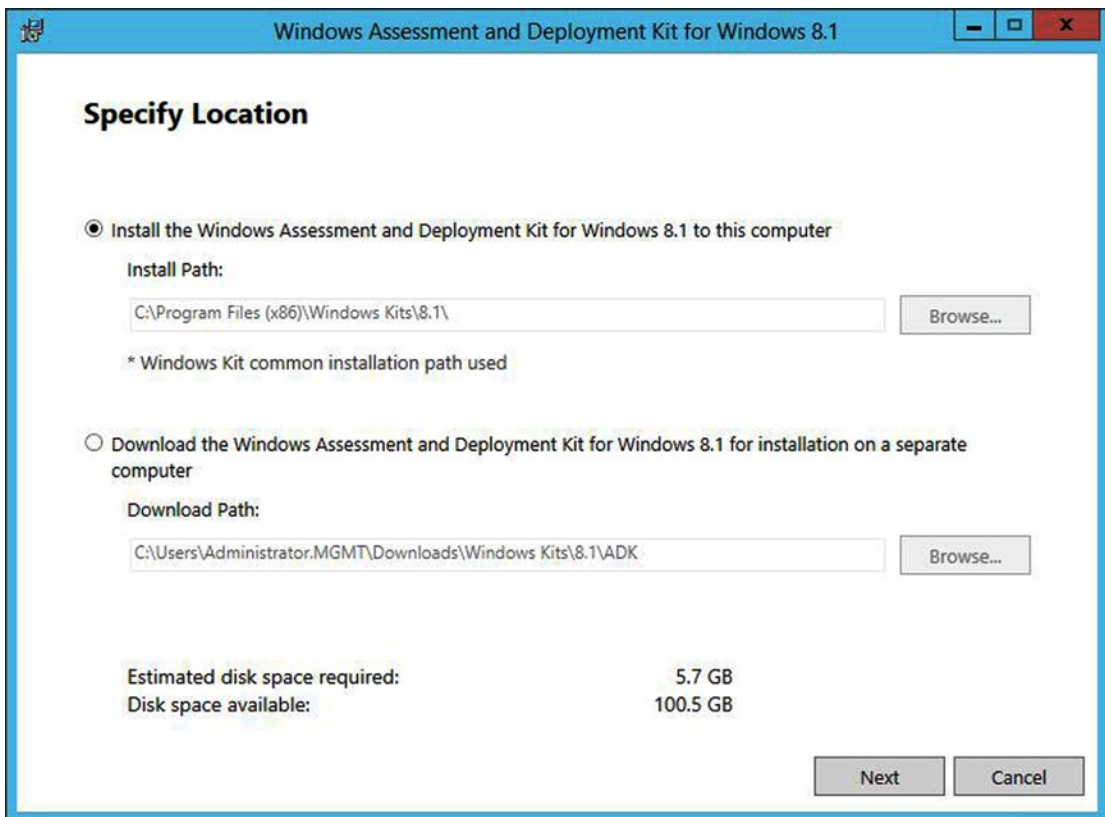 Windows Assessment and Deployment Kit for Windows 8.1
Specify Location
Install the Windows Assessment and Deployment Kit for Windows 8.1 to this computer
Install Path:
C:\Program Files (x86)\Windows Kits\8.1\
Browse...
* Windows Kit common installation path used
Download the Windows Assessment and Deployment Kit for Windows 8.1 for installation on a separate
computer
Download Path:
C:\Users\Administrator.MGMT\Downloads\Windows Kits\8.1\ADK
Browse...
Estimated disk space required: 5.7 GB
Disk space available: 100.5 GB
Next Cancel